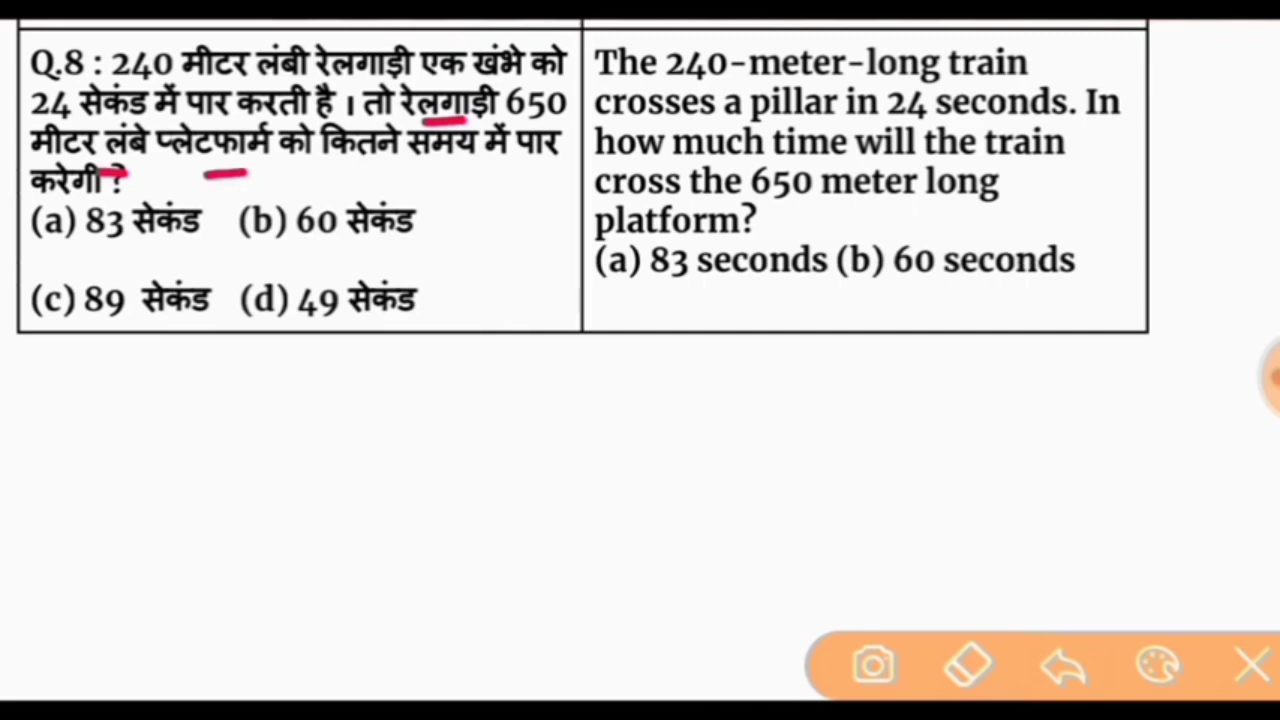 Q.8 : 240 मीटर लंबी रेलगाड़ी एक खंभे को
24 सेकंड में पार करती है । तो रेलगाड़ी 650
मीटर लंबे प्लेटफार्म को कितने समय में पार
करेगी ?
(a) 83 सेकंड (b) 60 सेकंड
(c) 89 सेकंड (d) 49 सेकंड
The 240-meter-long train
crosses a pillar in 24 seconds. In
how much time will the train
cross the 650 meter long
platform?
(a) 83 seconds (b) 60 seconds